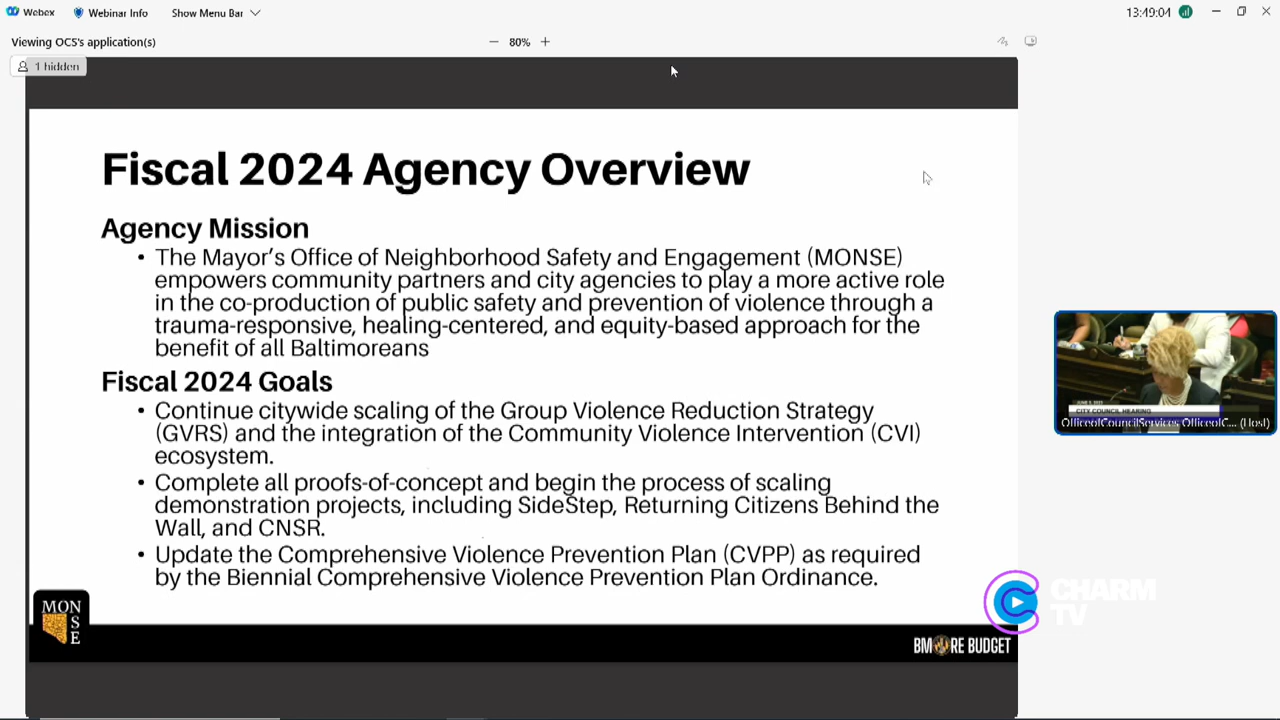 Webex
Webinar Info
Show Menu Bar
13:49:04
Viewing OCS's application(s)
80%
1 hidden
Fiscal 2024 Agency Overview
Agency Mission
• The Mayor's Office of Neighborhood Safety and Engagement (MONSE)
empowers community partners and city agencies to play a more active role
in the co-production of public safety and prevention of violence through a
trauma-responsive, healing-centered, and equity-based approach for the
benefit of all Baltimoreans
Fiscal 2024 Goals
• Continue citywide scaling of the Group Violence Reduction Strategy
(GVRS) and the integration of the Community Violence Intervention (CVI)
ecosystem.
• Complete all proofs-of-concept and begin the process of scaling
demonstration projects, including SideStep, Returning Citizens Behind the
Wall, and CNSR.
• Update the Comprehensive Violence Prevention Plan (CVPP) as required
by the Biennial Comprehensive Violence Prevention Plan Ordinance.
CITY COUNCIL HEARING
OfficeofCouncilServices OfficeofC... (Host)
CHARM
TV
MON
S
E
BMORE BUDGET